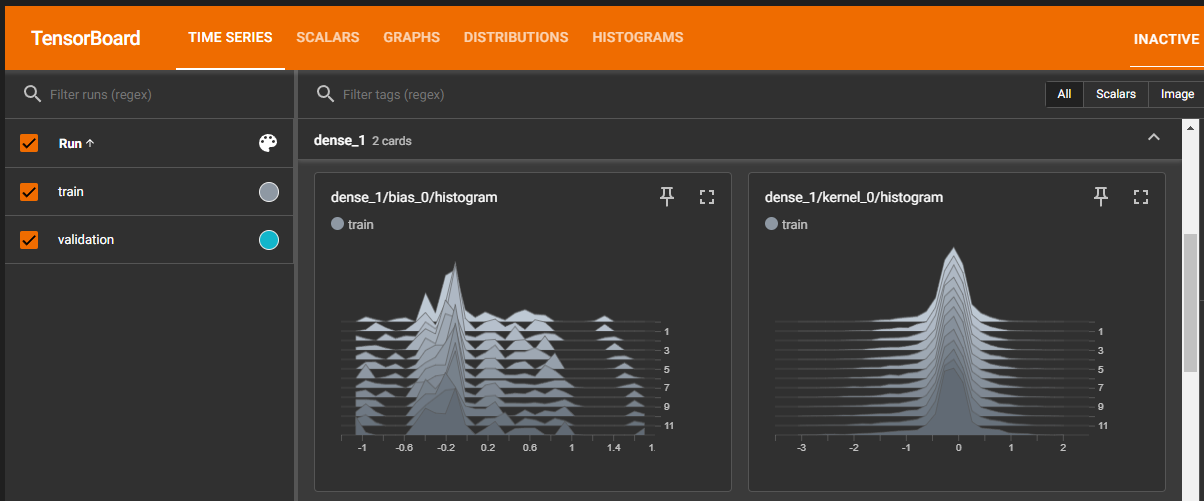 TensorBoard TIME SERIES SCALARS GRAPHS DISTRIBUTIONS HISTOGRAMS INACTIVE
Filter runs (regex)
Run
train
validation
Filter tags (regex) All Scalars Image
dense_1 2 cards
dense_1/bias_0/histogram
train
1
3
5
7
9
11
-1 -0.6 -0.2 0.2 0.6 1 1.4 1.
dense_1/kernel_0/histogram
train
1
3
5
7
9
11
-3 -2 -1 0 1 2